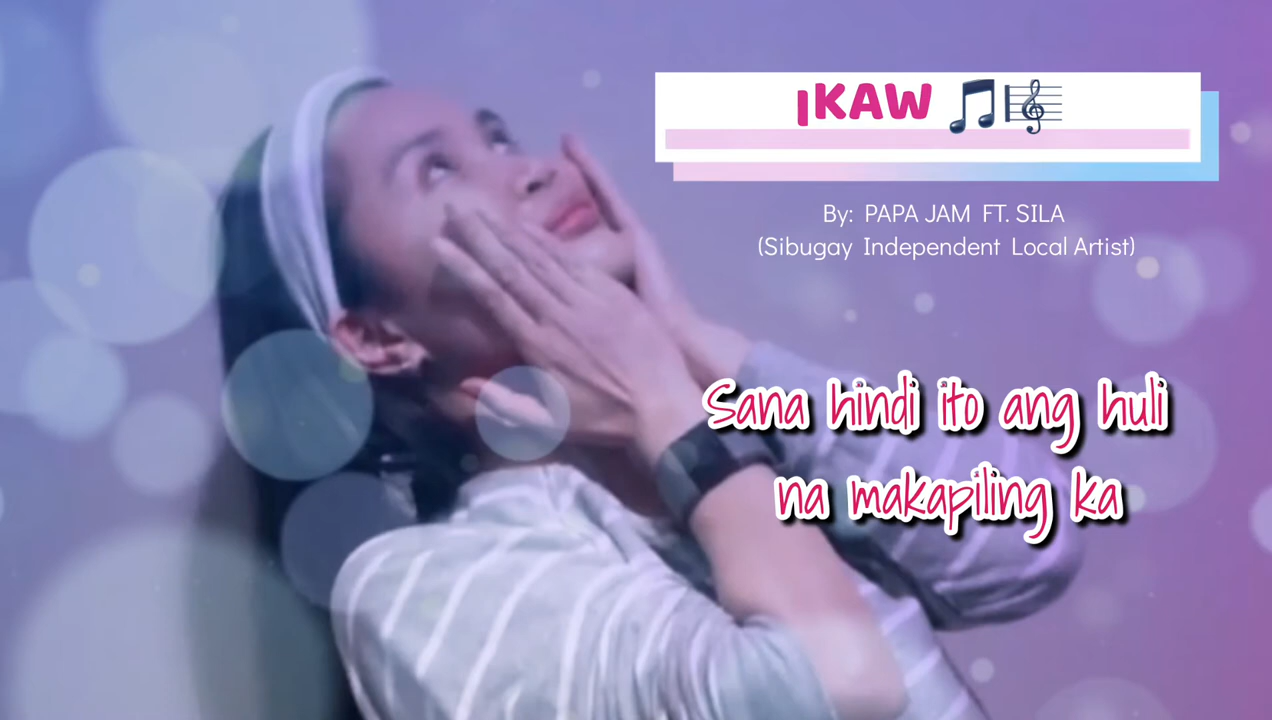 IKAW
By: PAPA JAM FT. SILA
(Sibugay Independent Local Artist)
Sana hindi ito ang huli
na makapiling ka